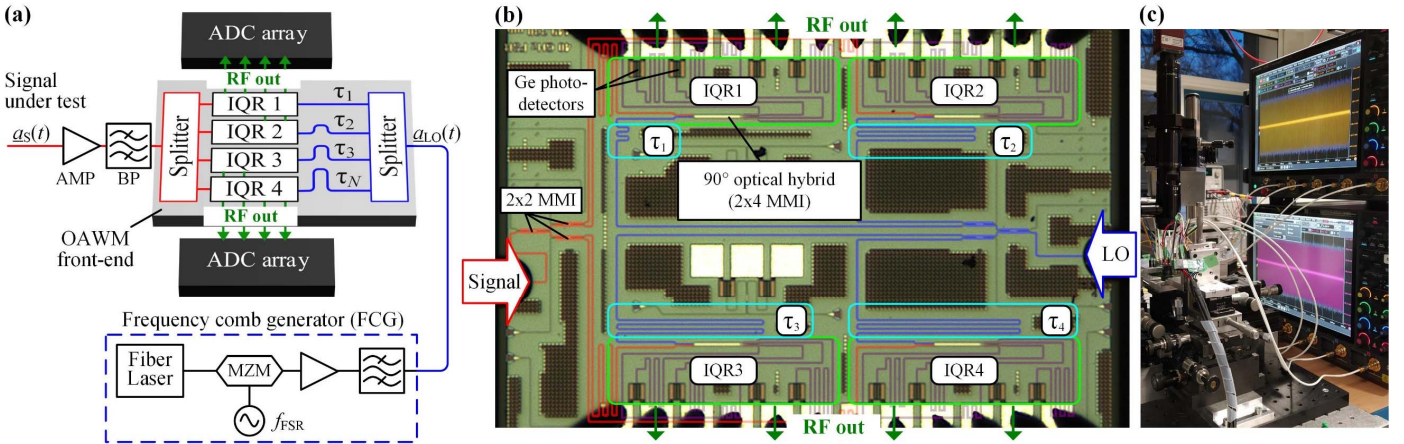 (a)
ADC array
RF out
Signal
under test
a_S(t)
AMP
BP
Splitter
IQR 1
IQR 2
IQR 3
IQR 4
τ1
τ2
τ3
τN
Splitter
a_LO(t)
RF out
OAWM
front-end
ADC array
Frequency comb generator (FCG)
Fiber
Laser
MZM
fFSR
(b)
RF out
Ge photo-
detectors
IQR1
IQR2
τ1
τ2
90° optical hybrid
(2x4 MMI)
2x2 MMI
Signal
LO
τ3
τ4
IQR3
IQR4
RF out
(c)